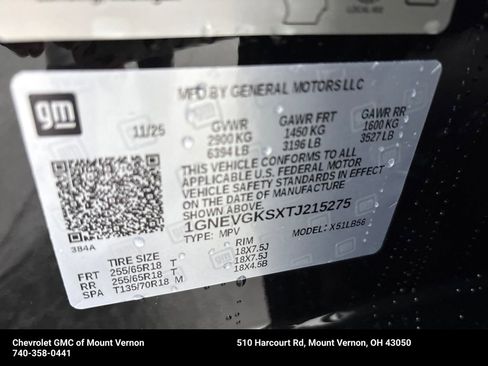 LOCAL 602
gm
MFD BY GENERAL MOTORS LLC
11/25
GVWR GAWR FRT GAWR RR
2900 KG 1450 KG 1600 KG
6394 LB 3196 LB 3527 LB
THIS VEHICLE CONFORMS TO ALL
APPLICABLE U.S. FEDERAL MOTOR
VEHICLE SAFETY STANDARDS IN EFFECT
ON THE DATE OF MANUFACTURE
1GNEVGKSXTJ215275
TYPE: MPV MODEL: X51LB56
384A
TIRE SIZE RIM
FRT 255/65R18 T 18X7.5J
RR 255/65R18 T 18X7.5J
SPA T135/70R18 M 18X4.5B
Chevrolet GMC of Mount Vernon 510 Harcourt Rd, Mount Vernon, OH 43050
740-358-0441